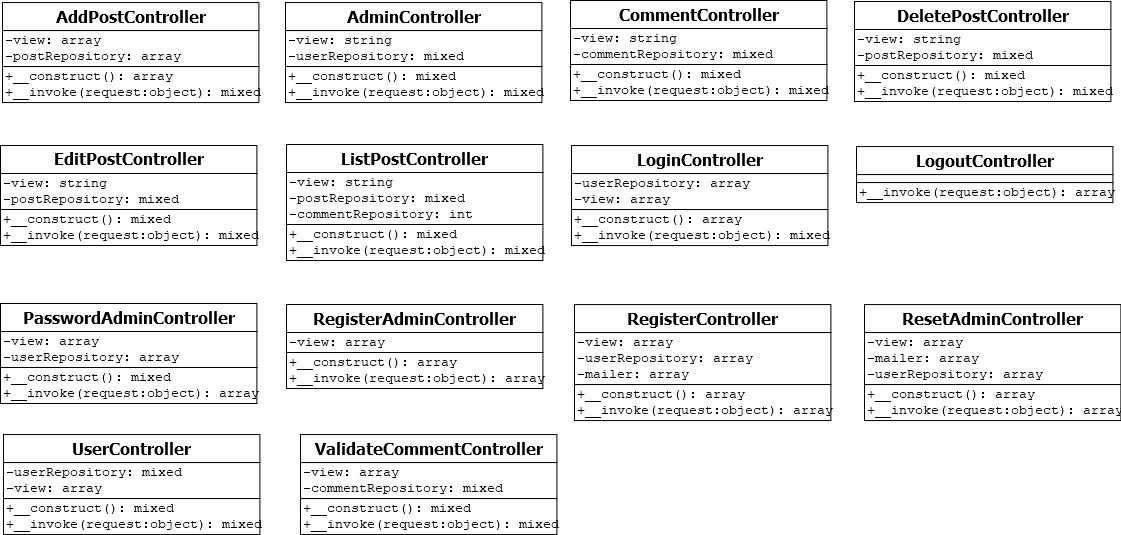 AddPostController
-view: array
-postRepository: array
+__construct(): array
+__invoke(request:object): mixed
AdminController
-view: string
-userRepository: mixed
+__construct(): mixed
+__invoke(request:object): mixed
CommentController
-view: string
-commentRepository: mixed
+__construct(): mixed
+__invoke(request:object): mixed
DeletePostController
-view: string
-postRepository: mixed
+__construct(): mixed
+__invoke(request:object): mixed
EditPostController
-view: string
-postRepository: mixed
+__construct(): mixed
+__invoke(request:object): mixed
ListPostController
-view: string
-postRepository: mixed
-commentRepository: int
+__construct(): mixed
+__invoke(request:object): mixed
LoginController
-userRepository: array
-view: array
+__construct(): array
+__invoke(request:object): mixed
LogoutController
+__invoke(request:object): array
PasswordAdminController
-view: array
-userRepository: array
+__construct(): mixed
+__invoke(request:object): array
RegisterAdminController
-view: array
+__construct(): array
+__invoke(request:object): array
RegisterController
-view: array
-userRepository: array
-mailer: array
+__construct(): array
+__invoke(request:object): array
ResetAdminController
-view: array
-mailer: array
-userRepository: array
+__construct(): array
+__invoke(request:object): array
UserController
-userRepository: mixed
-view: array
+__construct(): mixed
+__invoke(request:object): mixed
ValidateCommentController
-view: array
-commentRepository: mixed
+__construct(): mixed
+__invoke(request:object): mixed